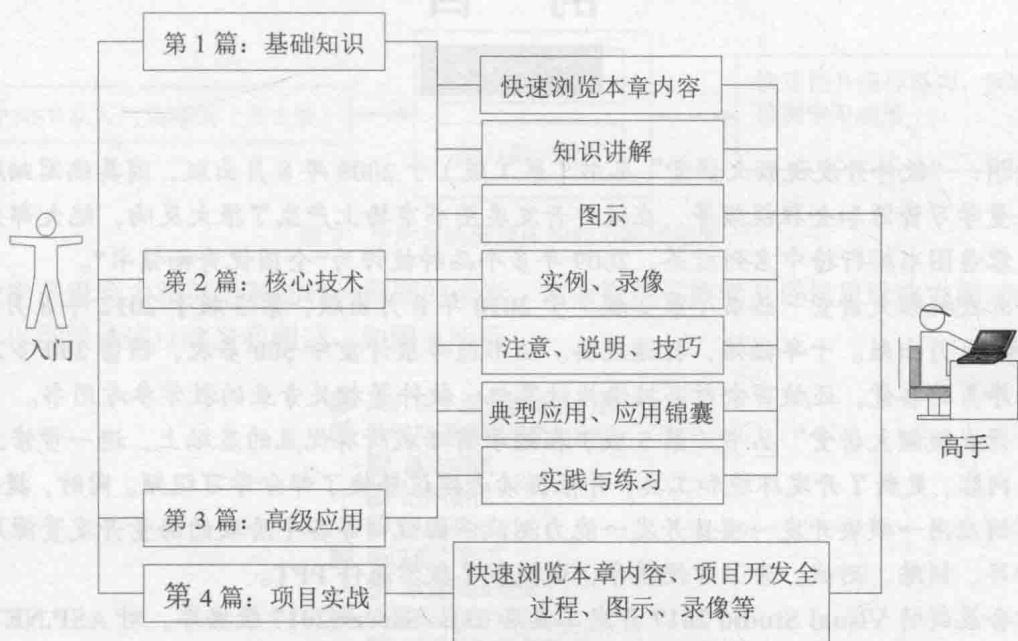 第 1 篇：基础知识
快速浏览本章内容
知识讲解
图示
第 2 篇：核心技术
实例、录像
注意、说明、技巧
典型应用、应用锦囊
实践与练习
第 3 篇：高级应用
第 4 篇：项目实战
快速浏览本章内容、项目开发全
过程、图示、录像等
入门
高手